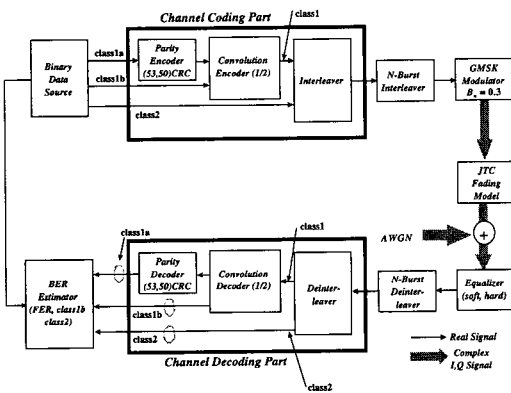 Channel Coding Part
class1
class1a
Binary
Data
Source
Parity
Encoder
(53,50)CRC
Convolution
Encoder (1/2)
Interleaver
N-Burst
Interleaver
GMSK
Modulator
Bₓ = 0.3
class1b
class2
JTC
Fading
Model
AWGN
+
class1a
class1
BER
Estimator
(FER, class1b
class2)
Parity
Decoder
(53,50)CRC
Convolution
Decoder (1/2)
Deinter-
leaver
N-Burst
Deinter-
leaver
Equalizer
(soft, hard)
class1b
class2
Channel Decoding Part
class2
Real Signal
Complex
I,Q Signal